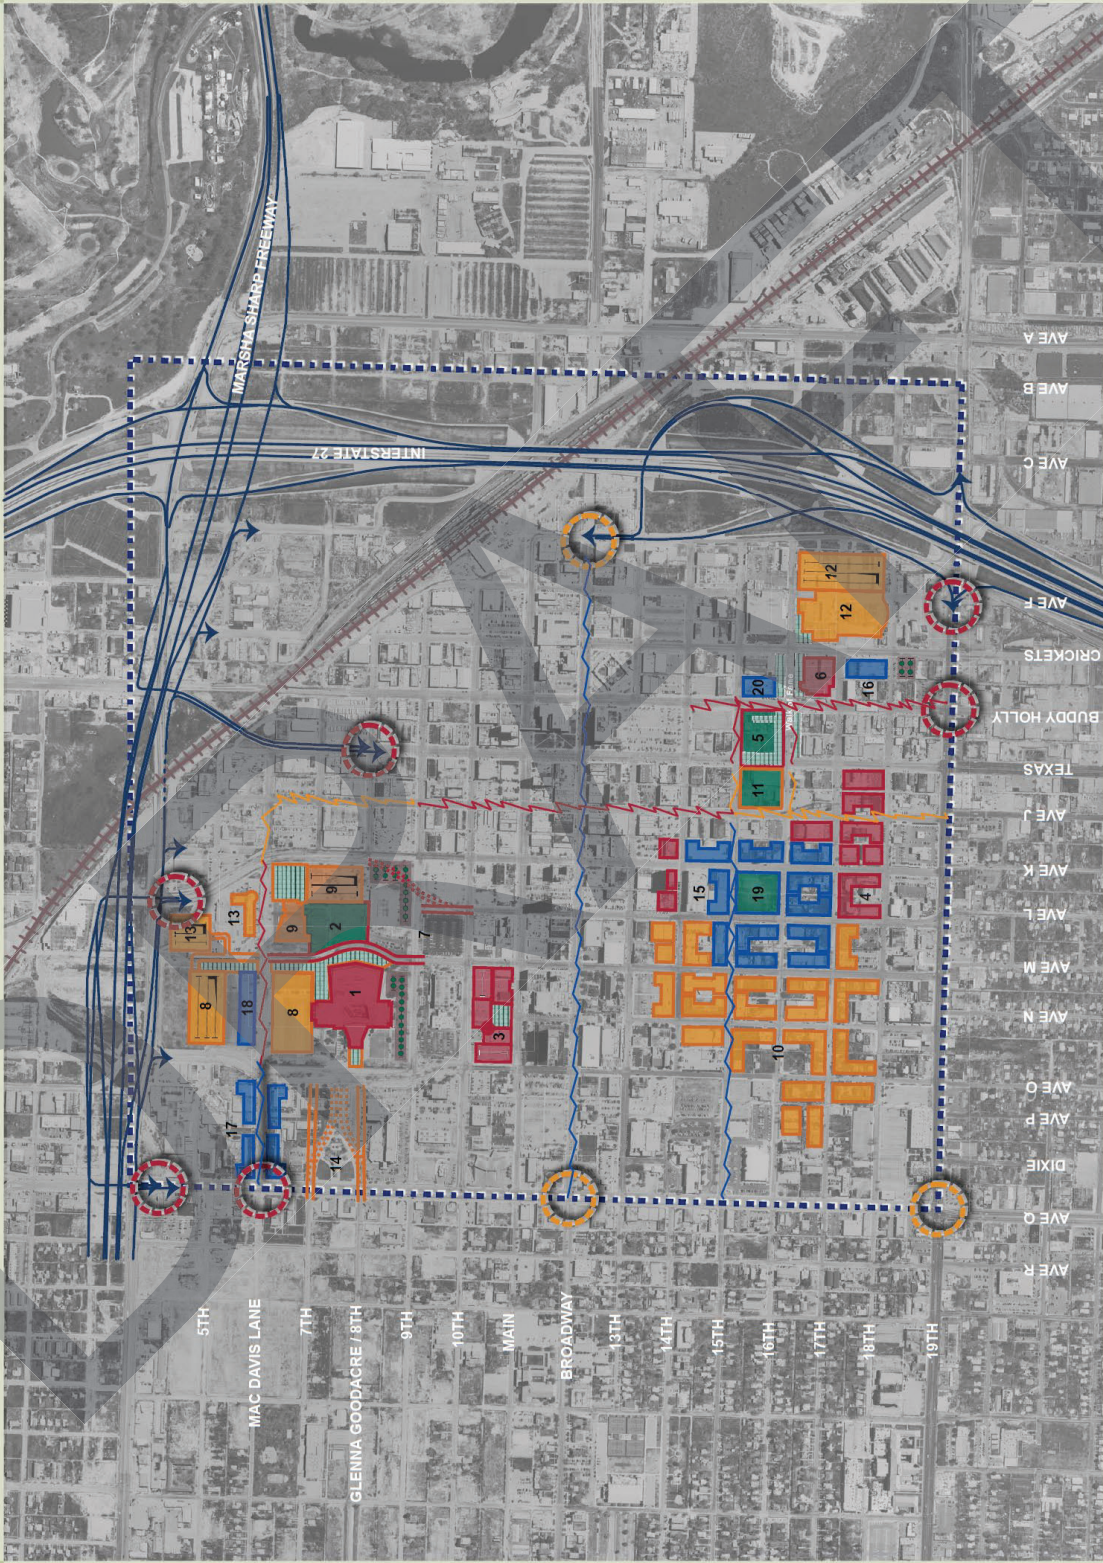 MARSHA SHARP FREEWAY
INTERSTATE 27
AVE A
AVE B
AVE C
AVE F
CRICKETS
BUDDY HOLLY
TEXAS
AVE J
AVE K
AVE L
AVE M
AVE N
AVE O
AVE P
DIXIE
AVE Q
AVE R
5TH
MAC DAVIS LANE
7TH
GLENNA GOODACRE / 8TH
9TH
10TH
MAIN
BROADWAY
13TH
14TH
15TH
16TH
17TH
18TH
19TH
12
12
6
16
20
5
11
13
13
9
9
2
7
8
18
8
1
3
17
14
15
19
4
10